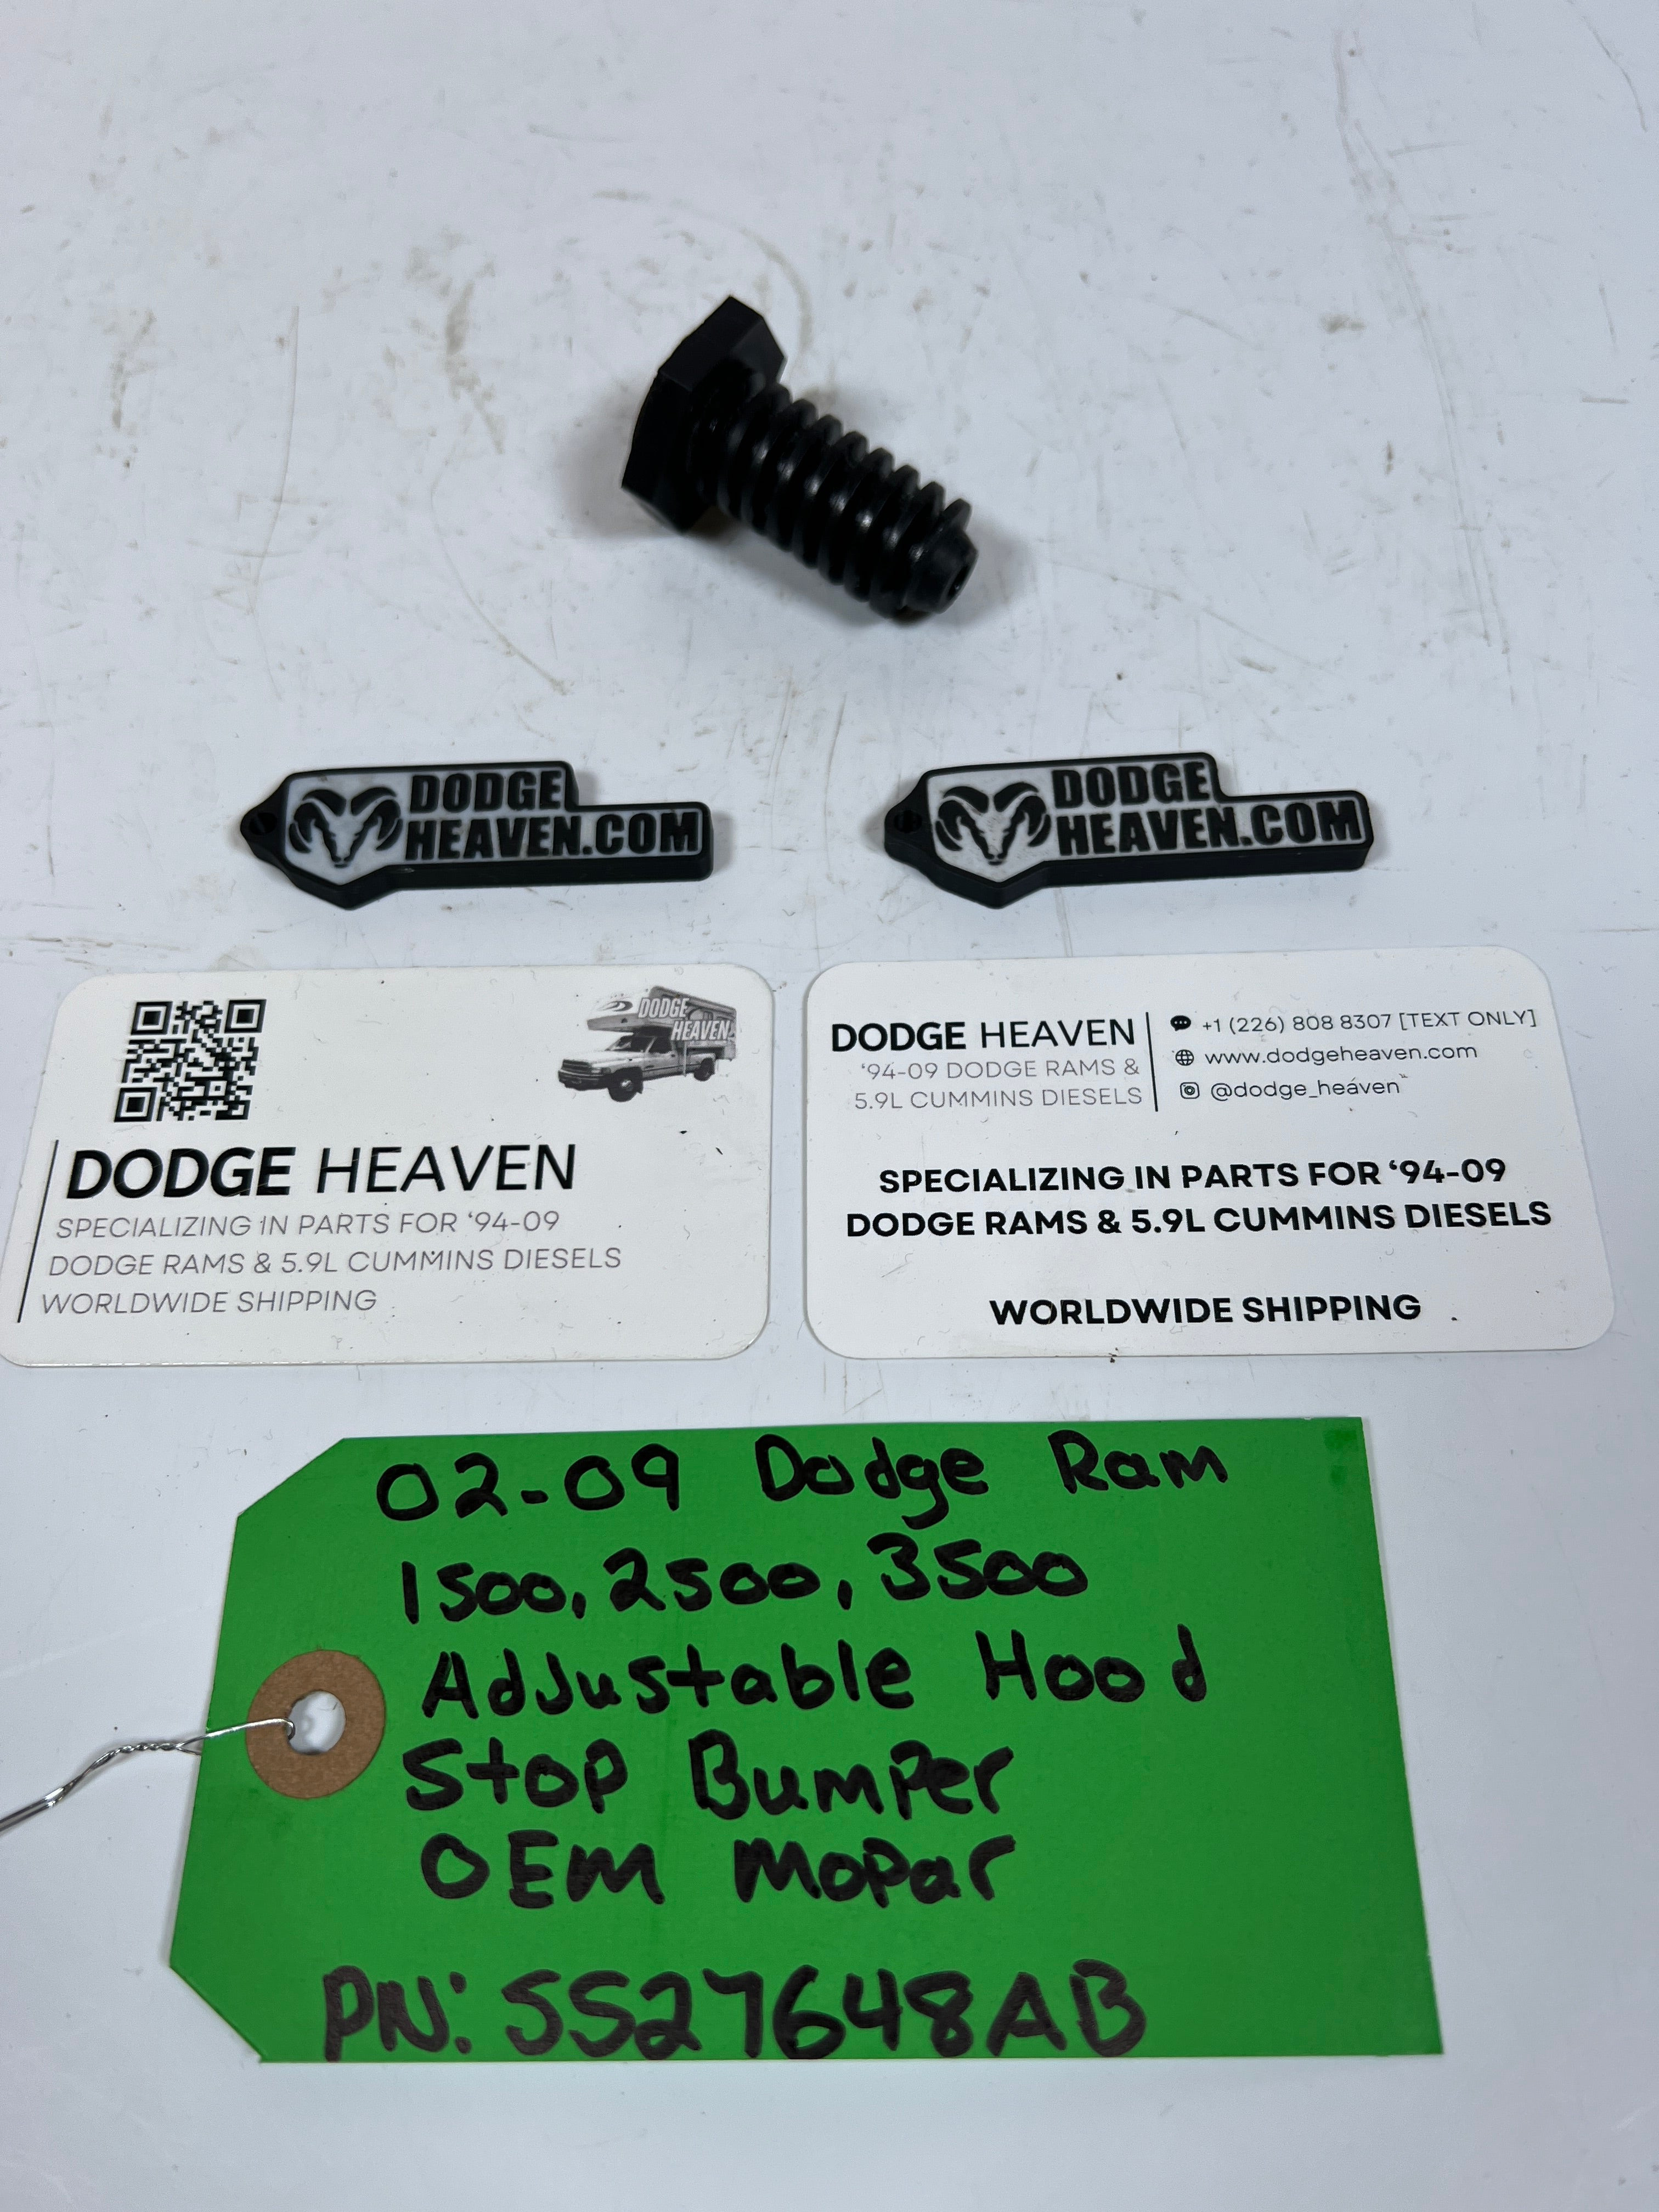 DODGE
HEAVEN.COM
DODGE
HEAVEN.COM
DODGE
HEAVEN
DODGE HEAVEN
SPECIALIZING IN PARTS FOR ‘94-09
DODGE RAMS & 5.9L CUMMINS DIESELS
WORLDWIDE SHIPPING
DODGE HEAVEN
‘94-09 DODGE RAMS &
5.9L CUMMINS DIESELS
+1 (226) 808 8307 [TEXT ONLY]
www.dodgeheaven.com
@dodge_heaven
SPECIALIZING IN PARTS FOR ‘94-09
DODGE RAMS & 5.9L CUMMINS DIESELS
WORLDWIDE SHIPPING
02-09 Dodge Ram
1500, 2500, 3500
Adjustable Hood
Stop Bumper
OEM Mopar
PN: 5527648AB